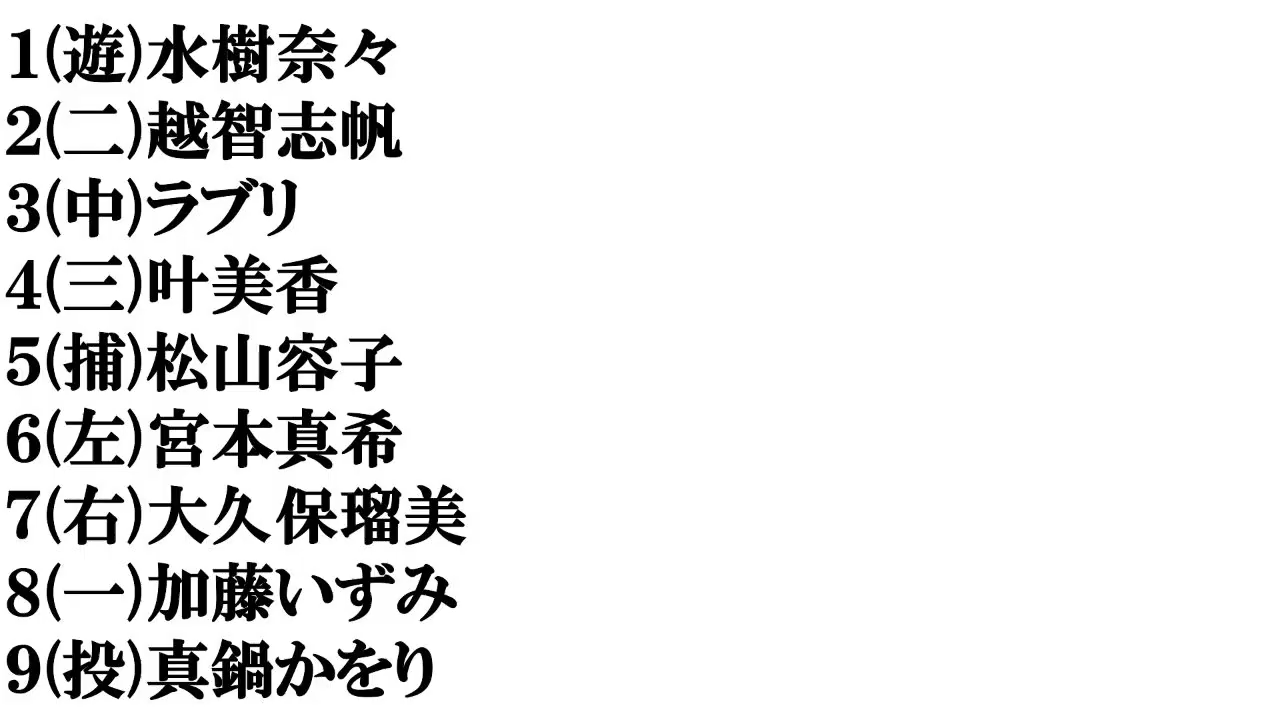 1(遊)水樹奈々
2(二)越智志帆
3(中)ラブリ
4(三)叶美香
5(捕)松山容子
6(左)宮本真希
7(右)大久保瑠美
8(一)加藤いずみ
9(投)真鍋かをり